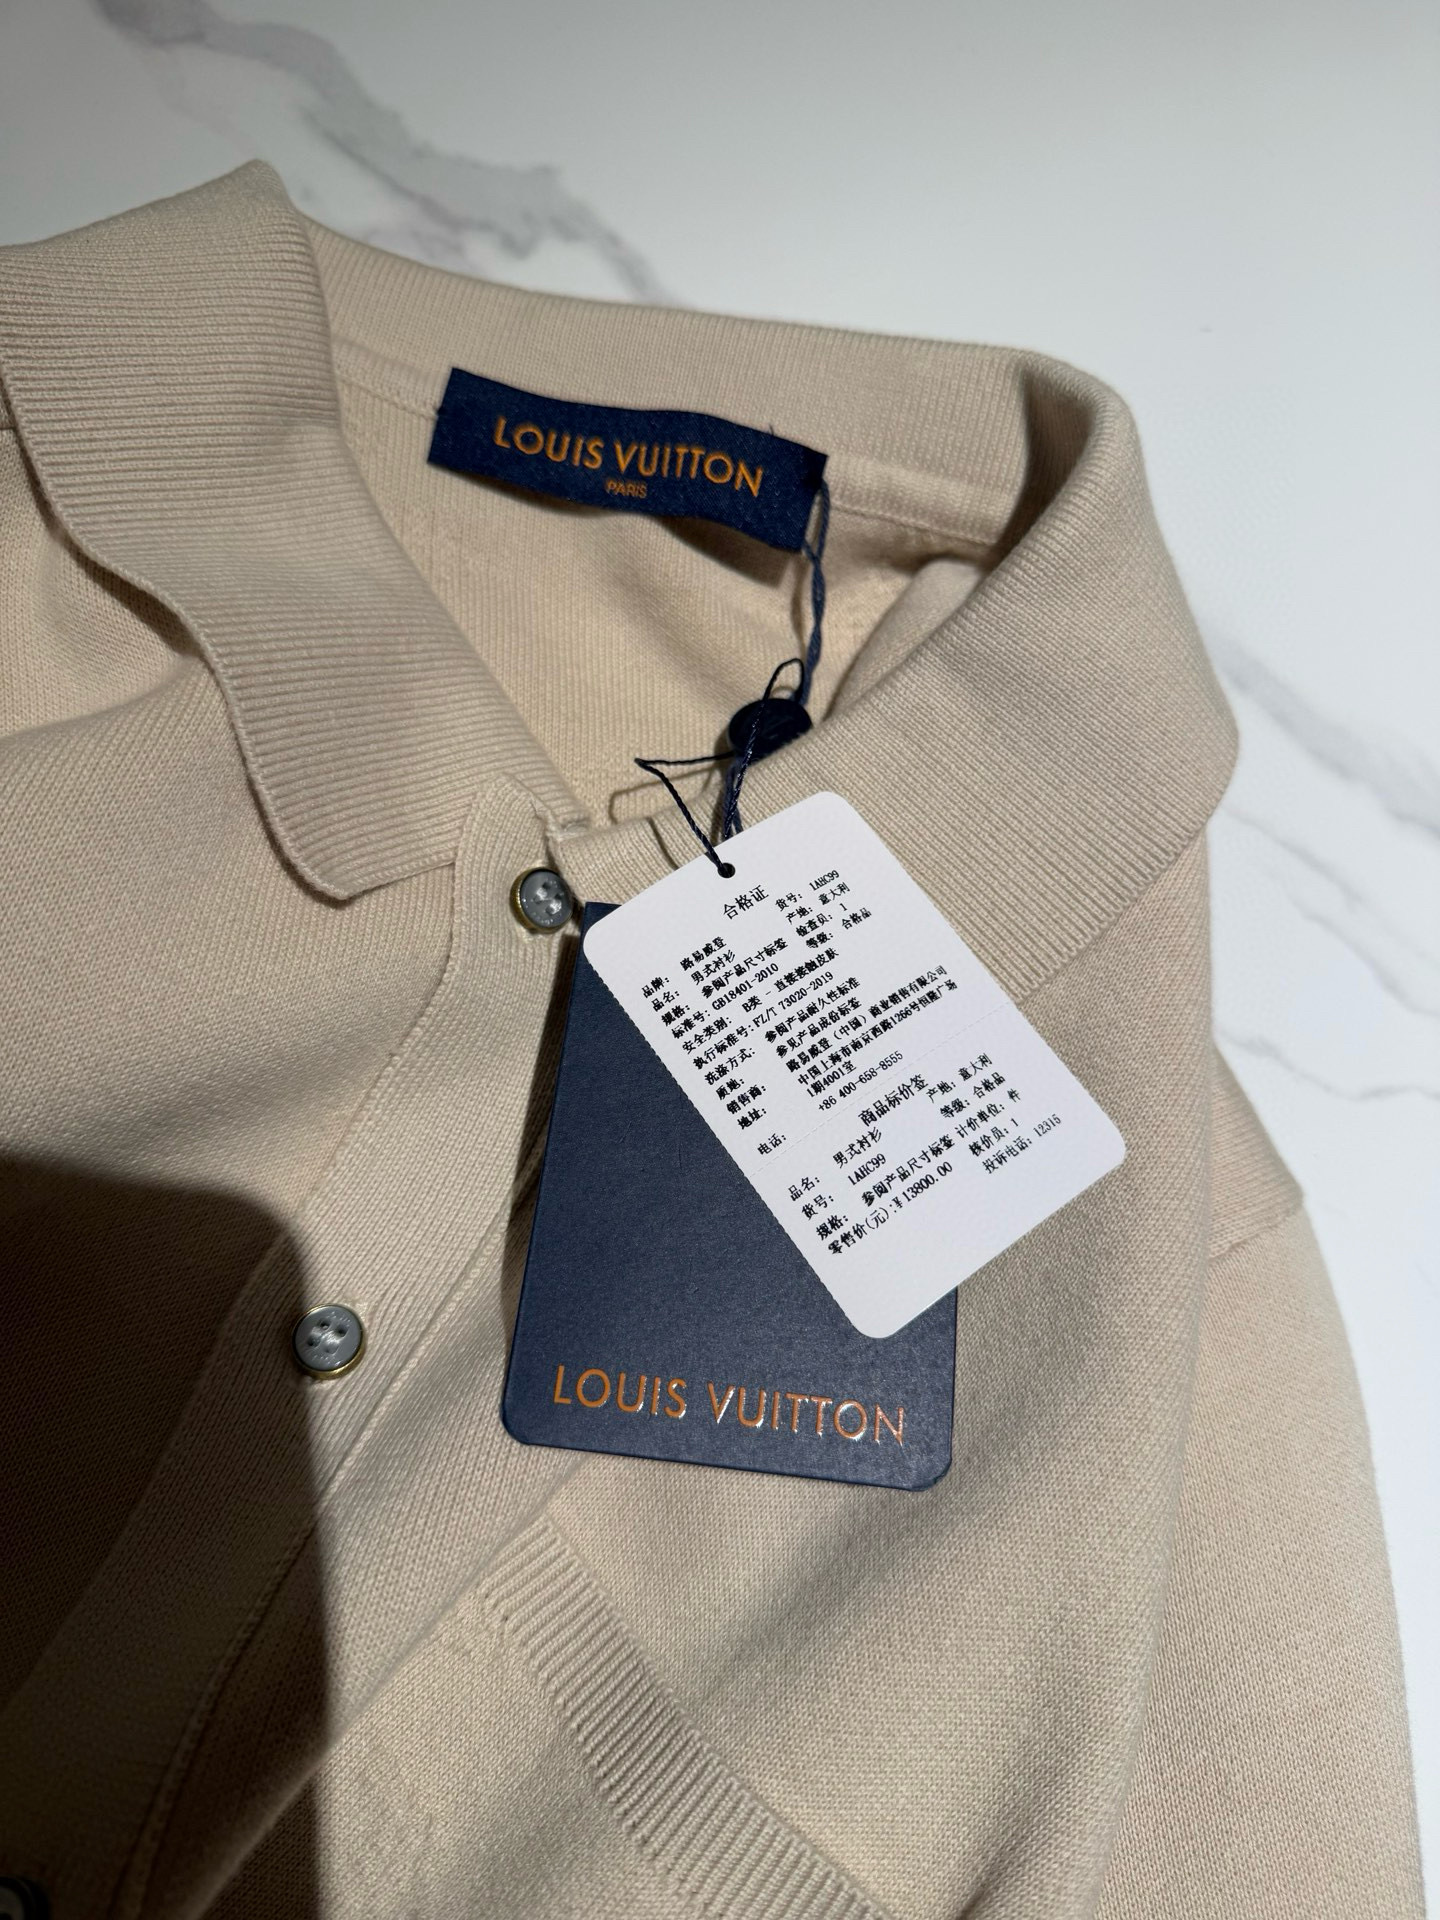 LOUIS VUITTON
PARIS
合格证
货号: 1AHC99
品牌: 路易威登
产地: 意大利
品名: 男式衬衫
检查员: 1
规格: 参阅产品尺寸标签
等级: 合格品
标准号: GB18401-2010
安全类别: B类 - 直接接触皮肤
执行标准号: FZ/T 73020-2019
洗涤方式: 参阅产品耐久性标准
质地: 参见产品成份标签
销售商: 路易威登(中国)商业销售有限公司
地址: 中国上海市南京西路1266号恒隆广场
1期4001室
电话: +86 400-658-8555
商品标价签
品名: 男式衬衫
产地: 意大利
货号: 1AHC99
等级: 合格品
规格: 参阅产品尺寸标签 计价单位: 件
零售价(元):¥13800.00
核价员: 1
投诉电话: 12315
LOUIS VUITTON